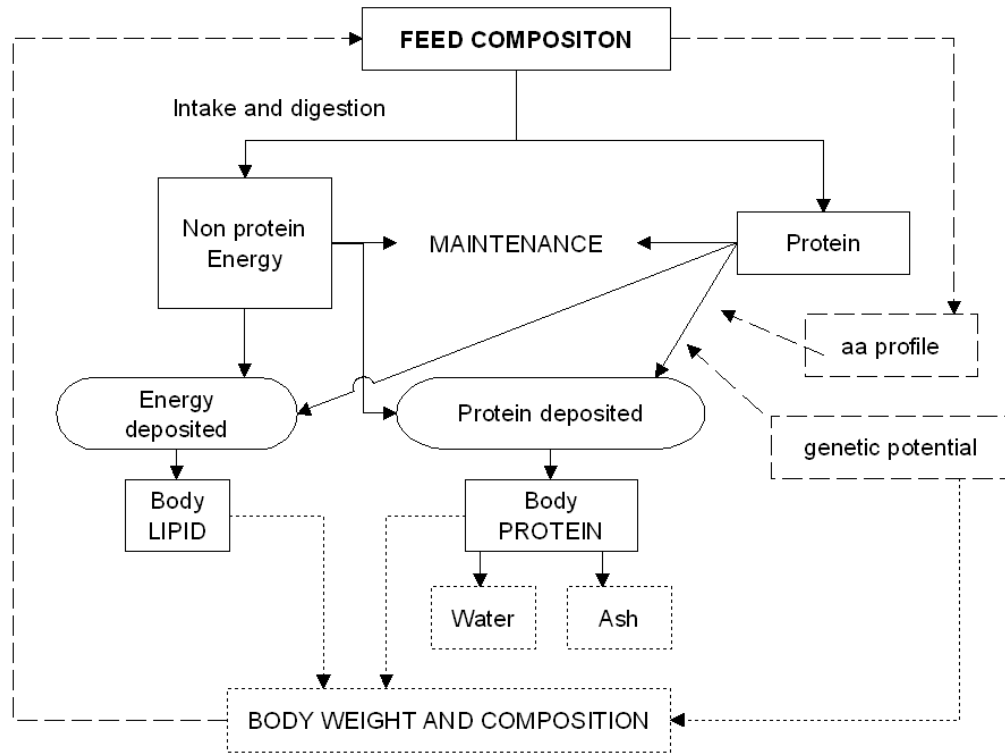 FEED COMPOSITON
Intake and digestion
Non protein
Energy
MAINTENANCE
Protein
aa profile
Energy
deposited
Protein deposited
genetic potential
Body
LIPID
Body
PROTEIN
Water
Ash
BODY WEIGHT AND COMPOSITION